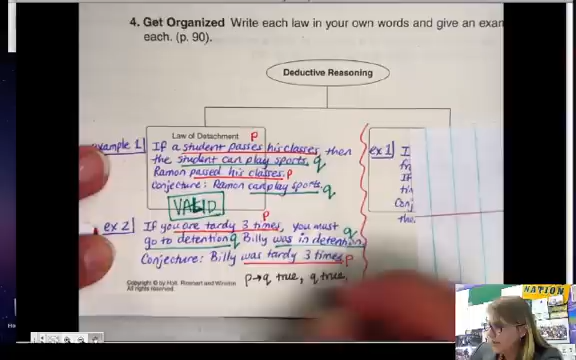 4. Get Organized Write each law in your own words and give an exam
each. (p. 90).
Deductive Reasoning
Law of Detachment
example 1
If a student passes his classes, then
p
the student can play sports. q
Ramon passed his classes. p
Conjecture: Ramon can play sports. q
VALID
ex 2
p
If you are tardy 3 times, you must
go to detention q Billy was in detention q
Conjecture: Billy was tardy 3 times p
p→q true, q true,
Copyright © by Holt, Rinehart and Winston
All rights reserved.
ex 1
I
If
Conj
the
NATION